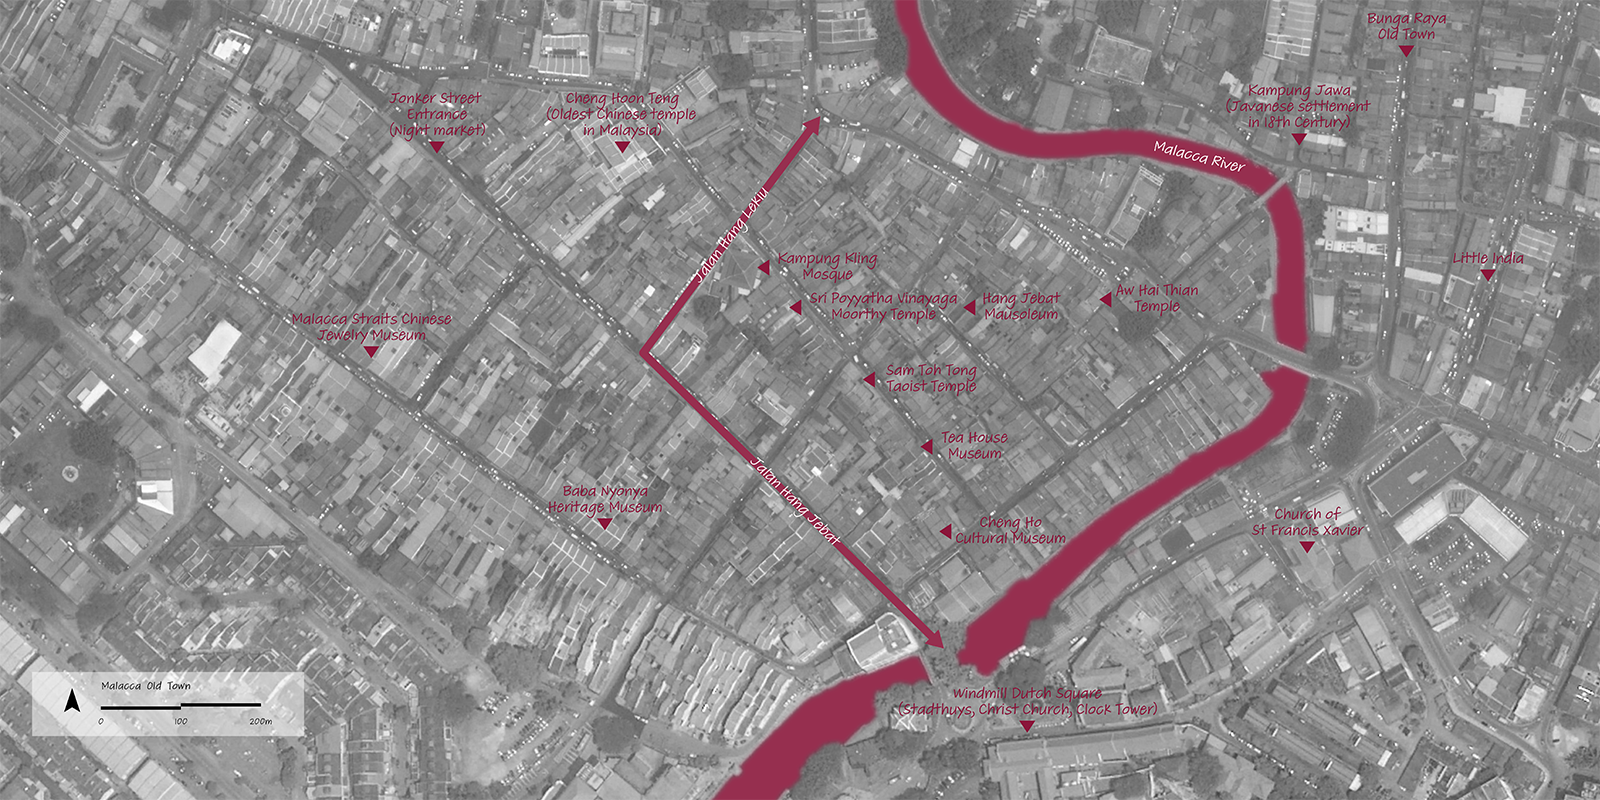 Bunga Raya
Old Town
Jonker Street
Entrance
(Night market)
Cheng Hoon Teng
(Oldest Chinese temple
in Malaysia)
Kampung Jawa
(Javanese settlement
in 18th Century)
Malacca River
Jalan Hang Lekiu
Kampung Kling
Mosque
Little India
Sri Poyyatha Vinayaga
Moorthy Temple
Hang Jebat
Mausoleum
Aw Hai Thian
Temple
Malacca Straits Chinese
Jewelry Museum
Sam Toh Tong
Taoist Temple
Tea House
Museum
Jalan Hang Jebat
Baba Nyonya
Heritage Museum
Cheng Ho
Cultural Museum
Church of
St Francis Xavier
Windmill Dutch Square
(Stadthuys, Christ Church, Clock Tower)
Malacca Old Town
0 100 200m